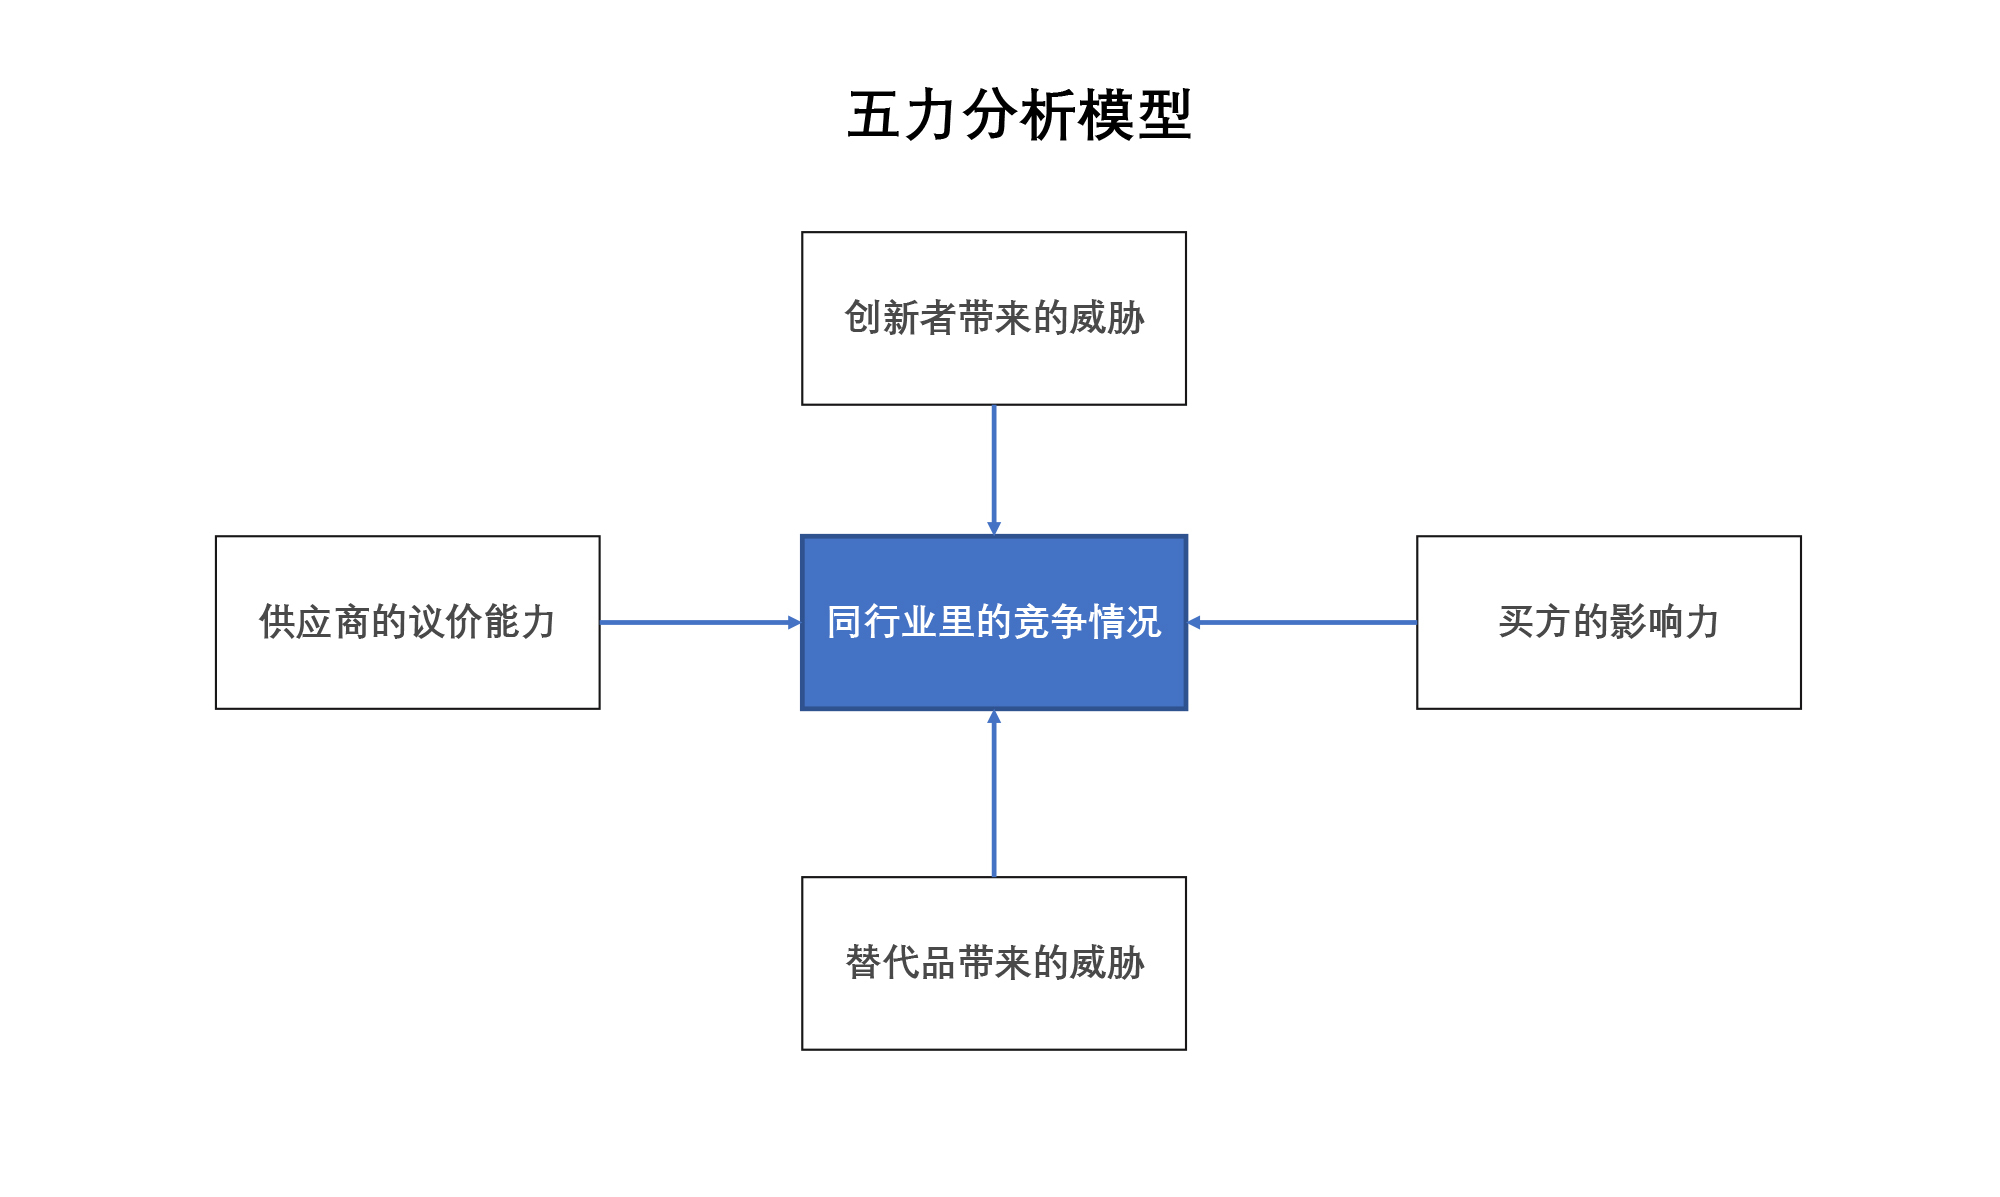 五力分析模型
创新者带来的威胁
供应商的议价能力
同行业里的竞争情况
买方的影响力
替代品带来的威胁